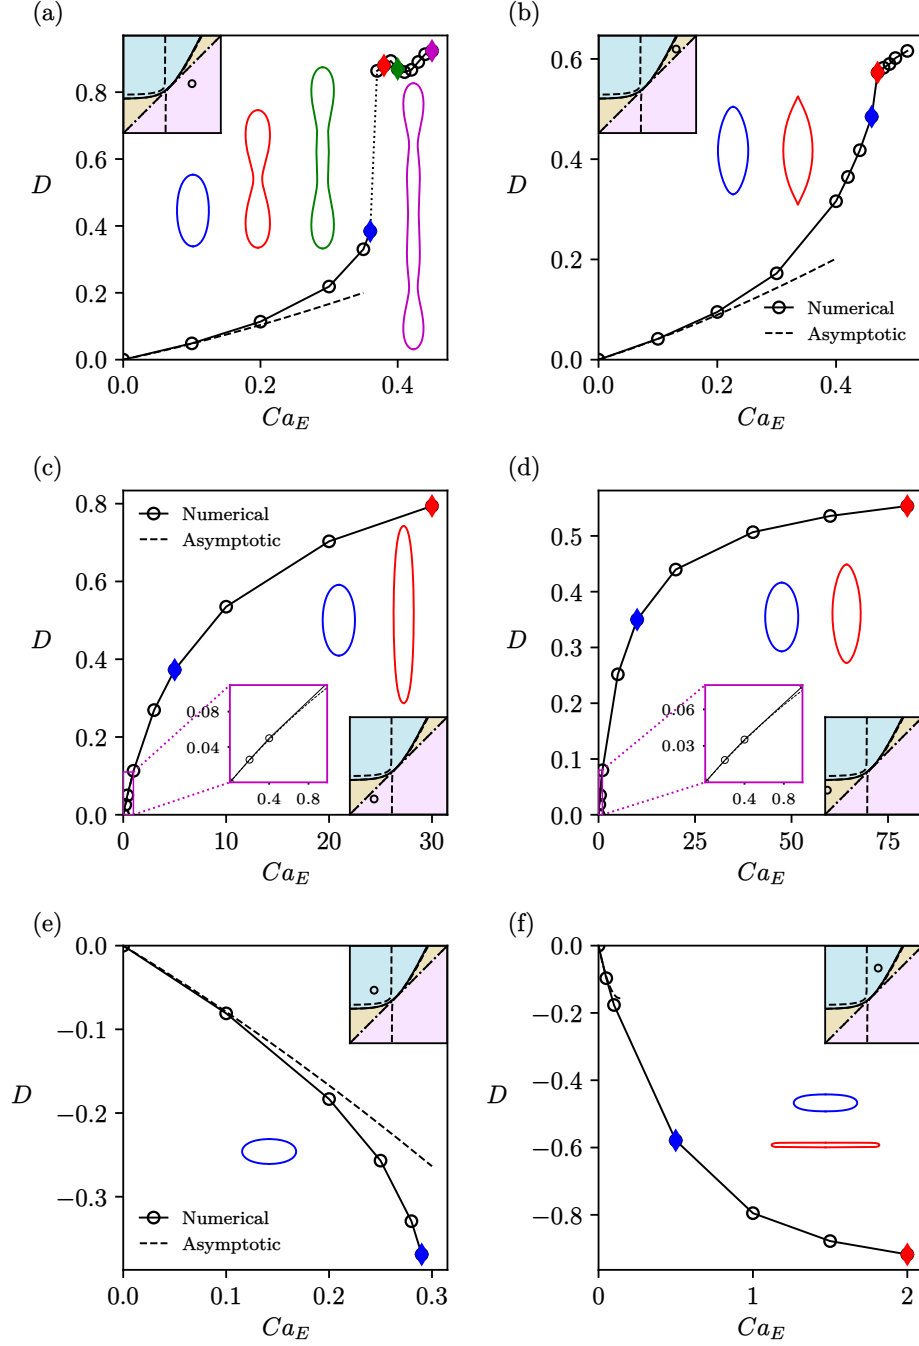 (a)
0.8
0.6
D
0.4
0.2
0.0
0.0 0.2 0.4
Ca_E
(b)
0.6
0.4
D
0.2
0.0
Numerical
Asymptotic
0.0 0.2 0.4
Ca_E
(c)
0.8
0.6
D
0.4
0.2
0.0
Numerical
Asymptotic
0.08
0.04
0.4 0.8
0 10 20 30
Ca_E
(d)
0.5
0.4
D
0.3
0.2
0.1
0.0
0.06
0.03
0.4 0.8
0 25 50 75
Ca_E
(e)
0.0
−0.1
D
−0.2
−0.3
Numerical
Asymptotic
0.0 0.1 0.2 0.3
Ca_E
(f)
0.0
−0.2
−0.4
D
−0.6
−0.8
0 1 2
Ca_E